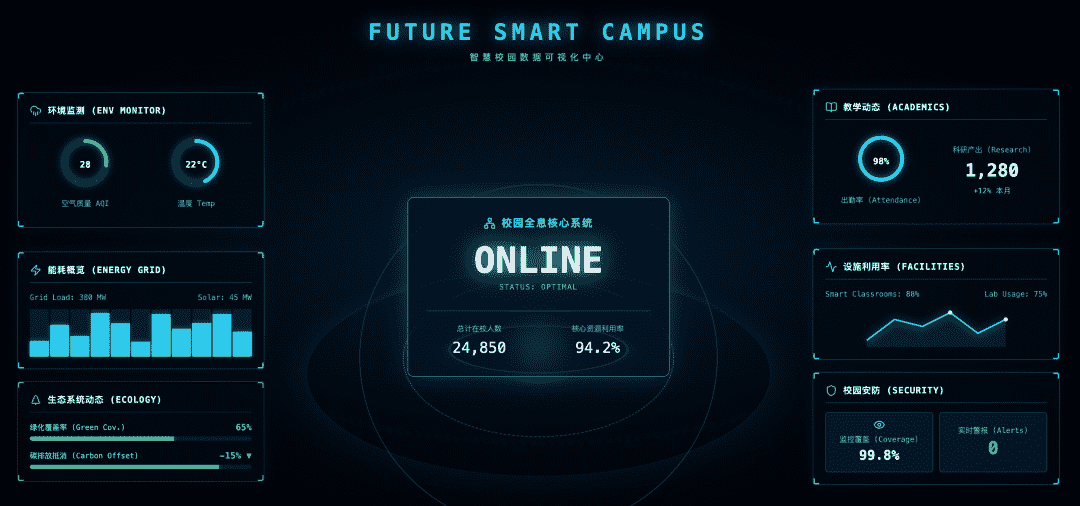 FUTURE SMART CAMPUS
智慧校园数据可视化中心
环境监测 (ENV MONITOR)
28
22°C
空气质量 AQI
温度 Temp
能耗概览 (ENERGY GRID)
Grid Load: 380 MW
Solar: 45 MW
生态系统动态 (ECOLOGY)
绿化覆盖率 (Green Cov.)
65%
碳排放抵消 (Carbon Offset)
-15% ▼
校园全息核心系统
ONLINE
STATUS: OPTIMAL
总计在校人数
核心资源利用率
24,850
94.2%
教学动态 (ACADEMICS)
98%
出勤率 (Attendance)
科研产出 (Research)
1,280
+12% 本月
设施利用率 (FACILITIES)
Smart Classrooms: 88%
Lab Usage: 75%
校园安防 (SECURITY)
监控覆盖 (Coverage)
99.8%
实时警报 (Alerts)
0